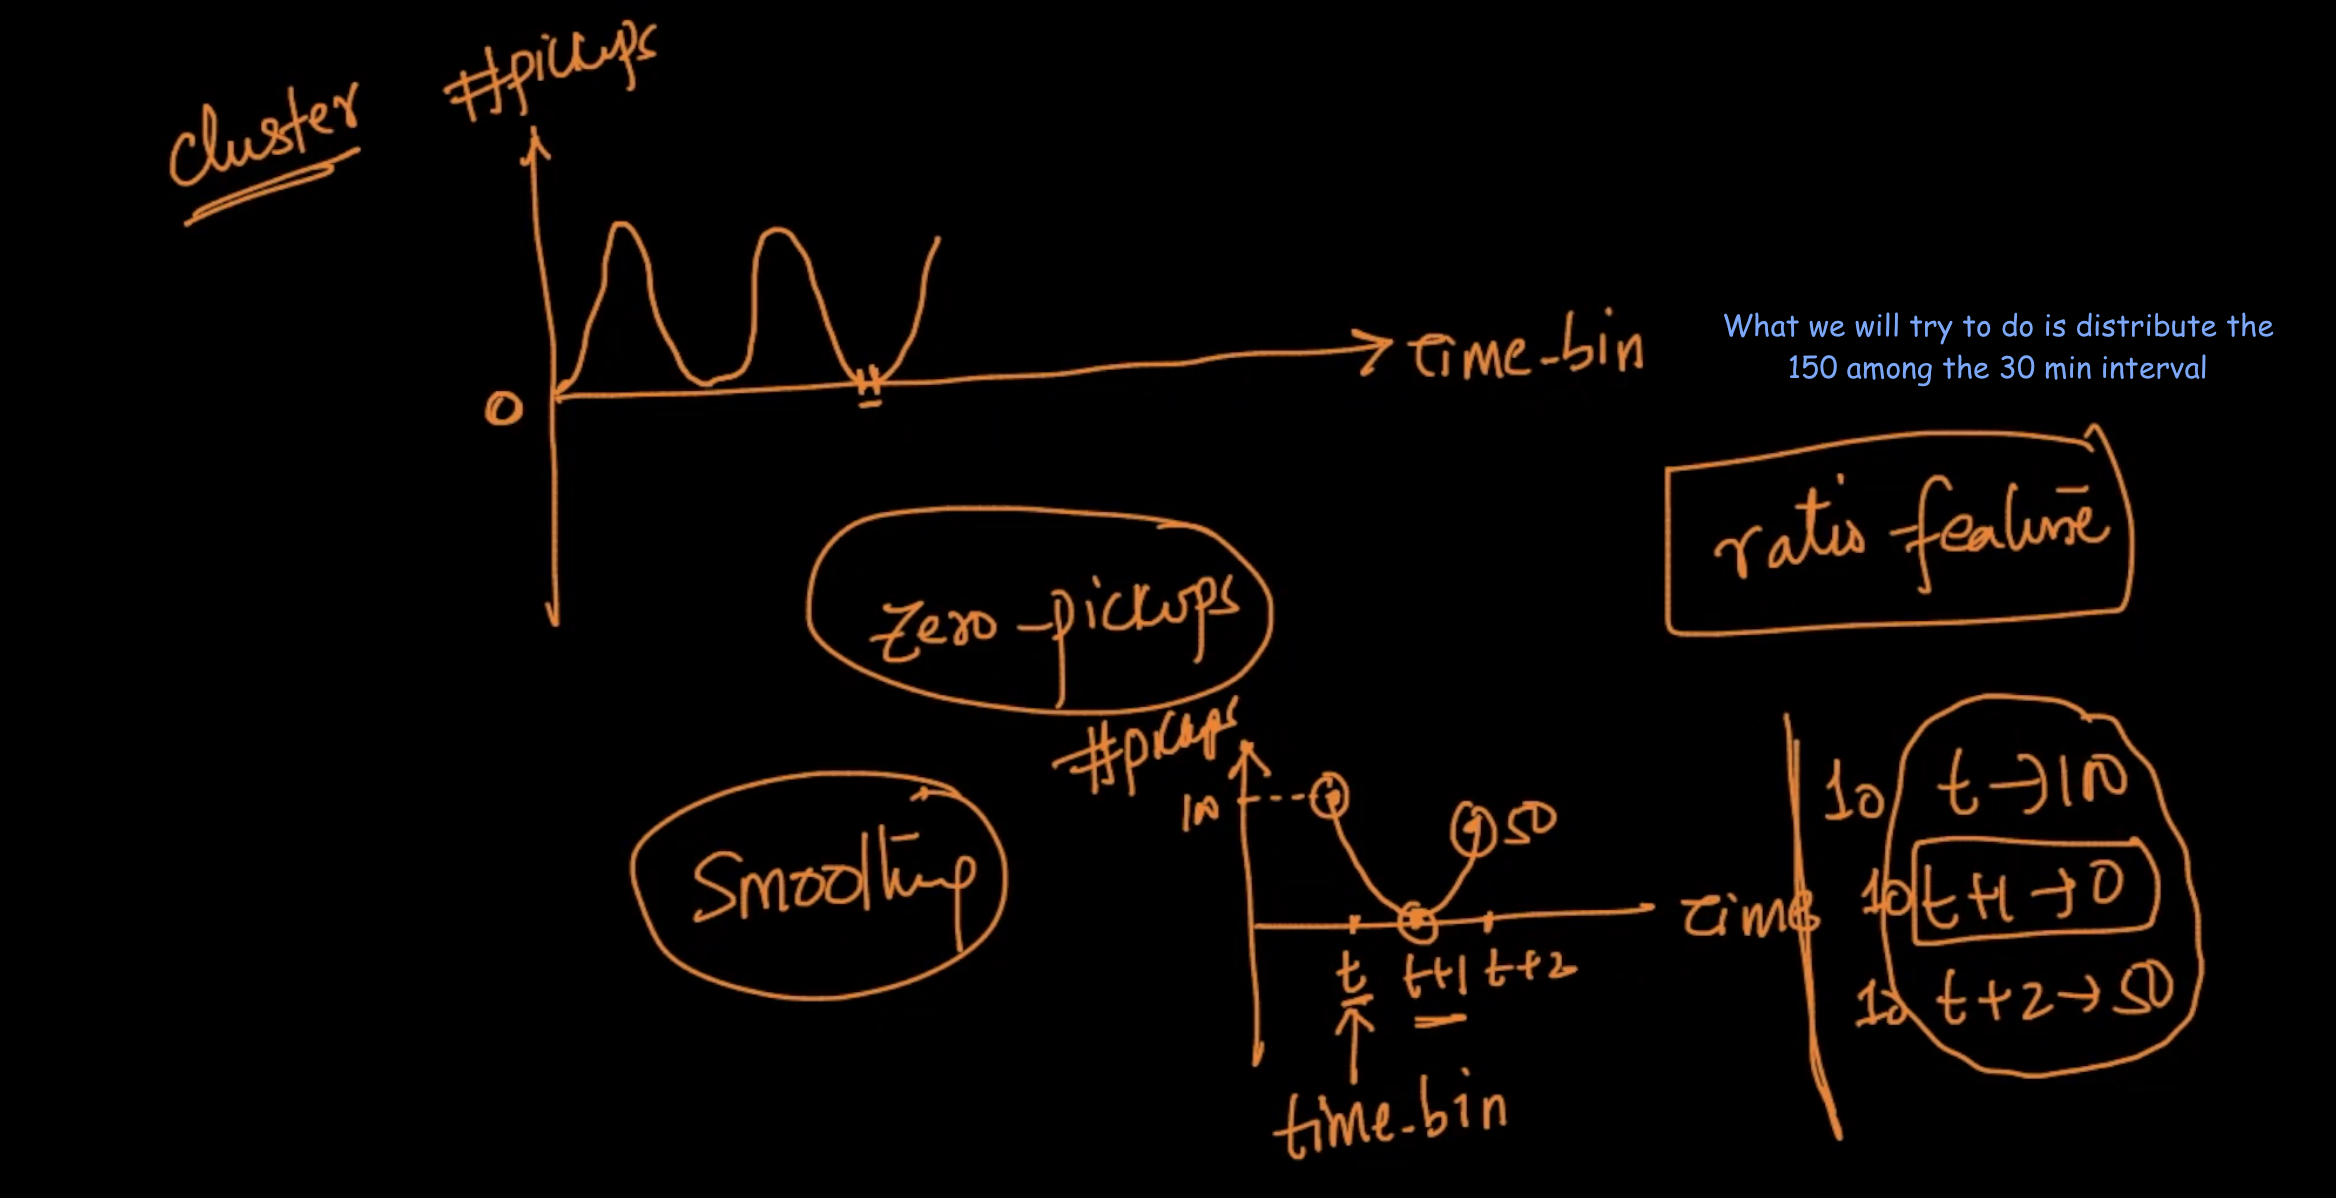 cluster
#pickups
0
time-bin
What we will try to do is distribute the
150 among the 30 min interval
ratio-feature
Zero-pickups
Smoothing
#pickups
100
50
t
t+1
t+2
time
time-bin
10 t→100
10 t+1→0
10 t+2→50